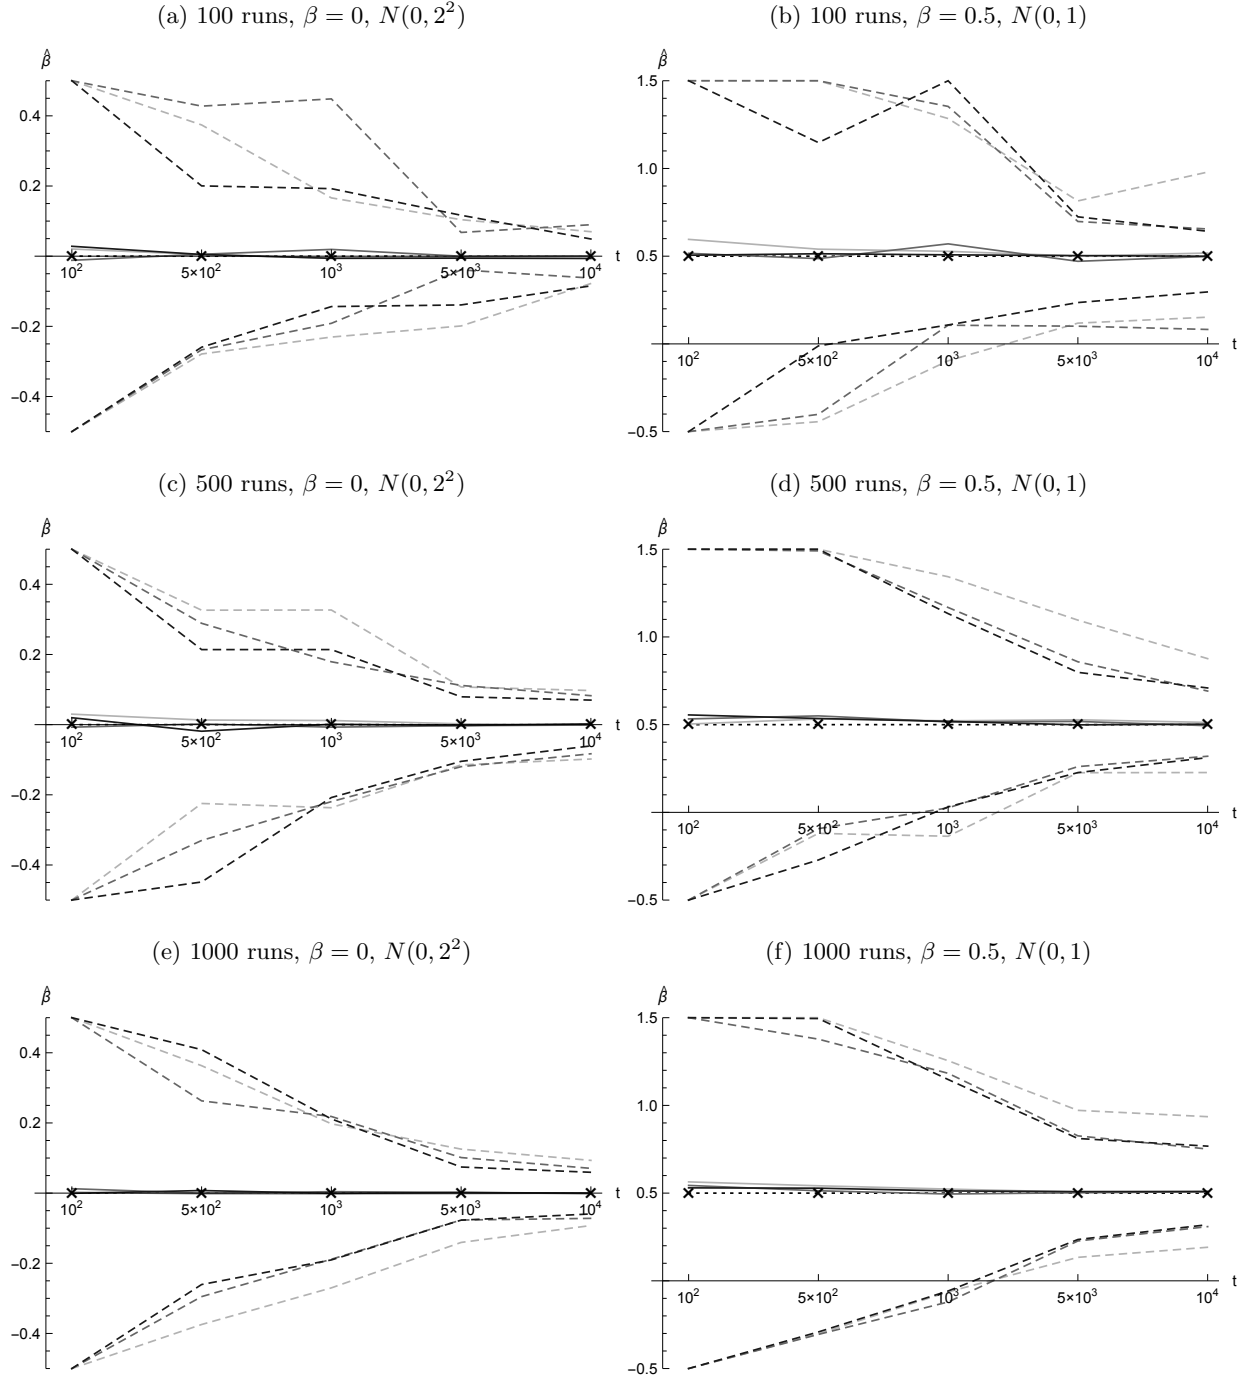 (a) 100 runs, β = 0, N(0, 2²)
β̂
0.4
0.2
-0.2
-0.4
10² 5×10² 10³ 5×10³ 10⁴ t
(b) 100 runs, β = 0.5, N(0, 1)
β̂
1.5
1.0
0.5
-0.5
10² 5×10² 10³ 5×10³ 10⁴ t
(c) 500 runs, β = 0, N(0, 2²)
β̂
0.4
0.2
-0.2
-0.4
10² 5×10² 10³ 5×10³ 10⁴ t
(d) 500 runs, β = 0.5, N(0, 1)
β̂
1.5
1.0
0.5
-0.5
10² 5×10² 10³ 5×10³ 10⁴ t
(e) 1000 runs, β = 0, N(0, 2²)
β̂
0.4
0.2
-0.2
-0.4
10² 5×10² 10³ 5×10³ 10⁴ t
(f) 1000 runs, β = 0.5, N(0, 1)
β̂
1.5
1.0
0.5
-0.5
10² 5×10² 10³ 5×10³ 10⁴ t